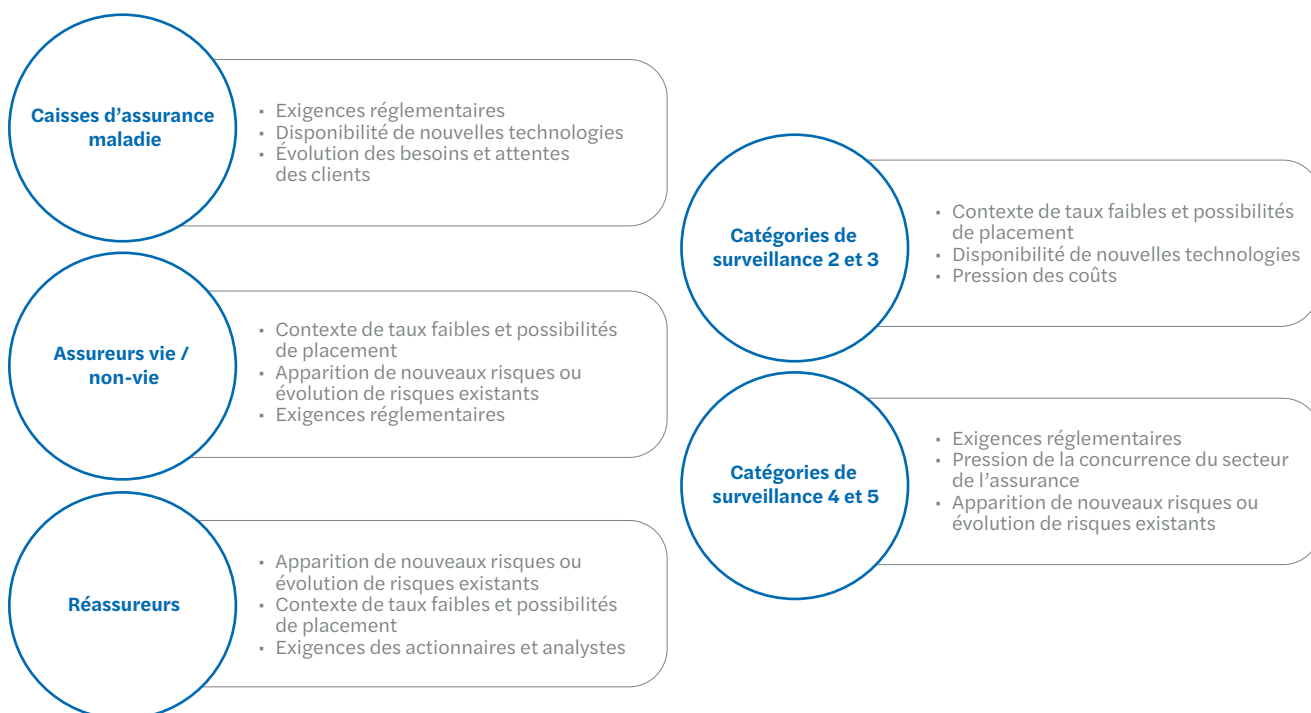 Caisses d’assurance
maladie
• Exigences réglementaires
• Disponibilité de nouvelles technologies
• Évolution des besoins et attentes
des clients
Assureurs vie /
non-vie
• Contexte de taux faibles et possibilités
de placement
• Apparition de nouveaux risques ou
évolution de risques existants
• Exigences réglementaires
Réassureurs
• Apparition de nouveaux risques ou
évolution de risques existants
• Contexte de taux faibles et possibilités
de placement
• Exigences des actionnaires et analystes
Catégories de
surveillance 2 et 3
• Contexte de taux faibles et possibilités
de placement
• Disponibilité de nouvelles technologies
• Pression des coûts
Catégories de
surveillance 4 et 5
• Exigences réglementaires
• Pression de la concurrence du secteur
de l’assurance
• Apparition de nouveaux risques ou
évolution de risques existants